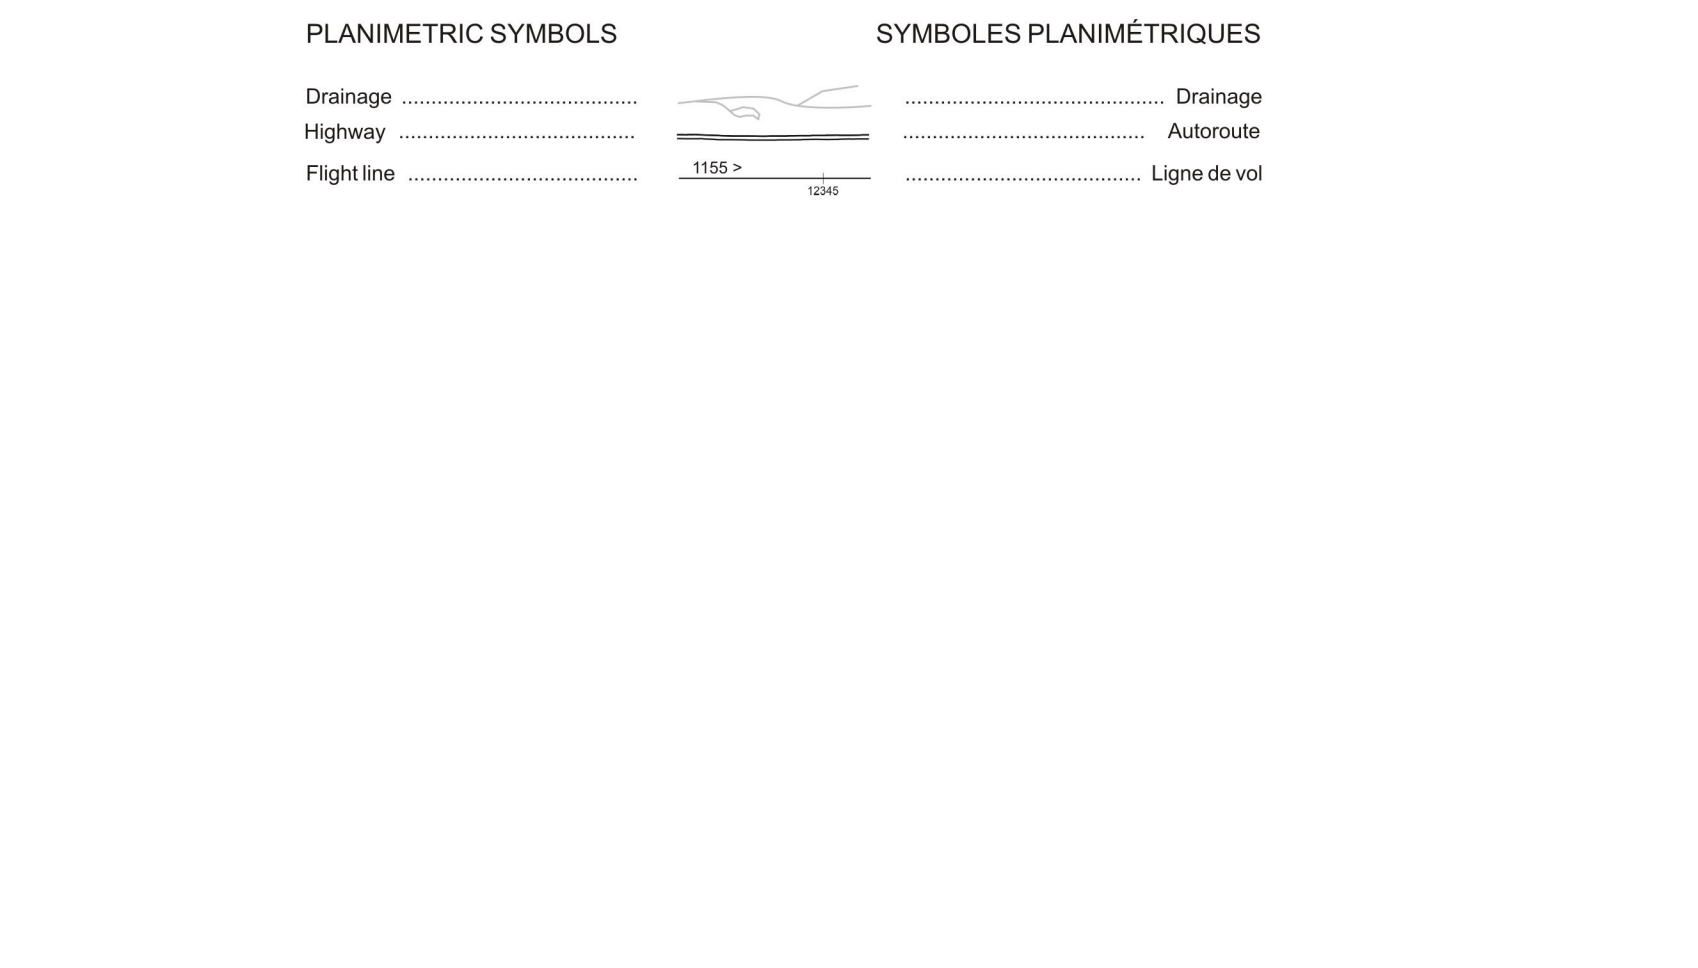 PLANIMETRIC SYMBOLS SYMBOLES PLANIMÉTRIQUES
Drainage ........................................ ............................................ Drainage
Highway ........................................ ......................................... Autoroute
Flight line ....................................... 1155 > ........................................ Ligne de vol
12345